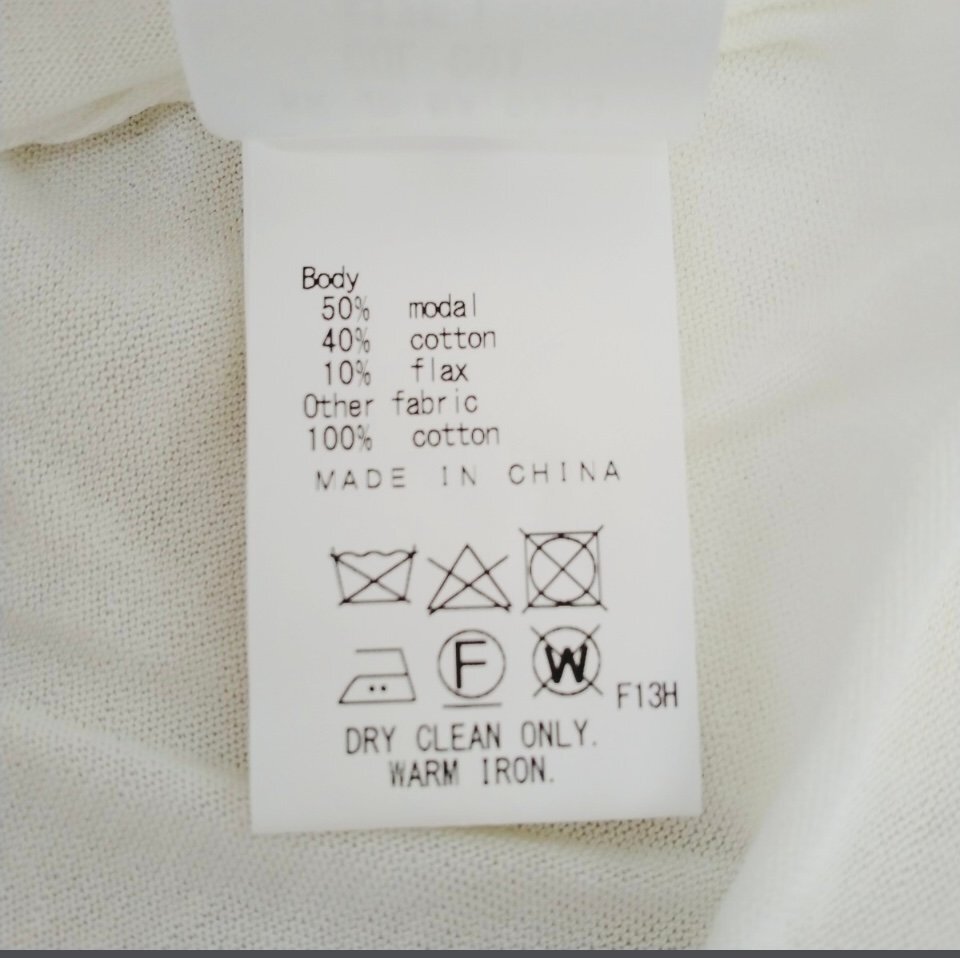 Body
50% modal
40% cotton
10% flax
Other fabric
100% cotton
MADE IN CHINA
F W F13H
DRY CLEAN ONLY.
WARM IRON.